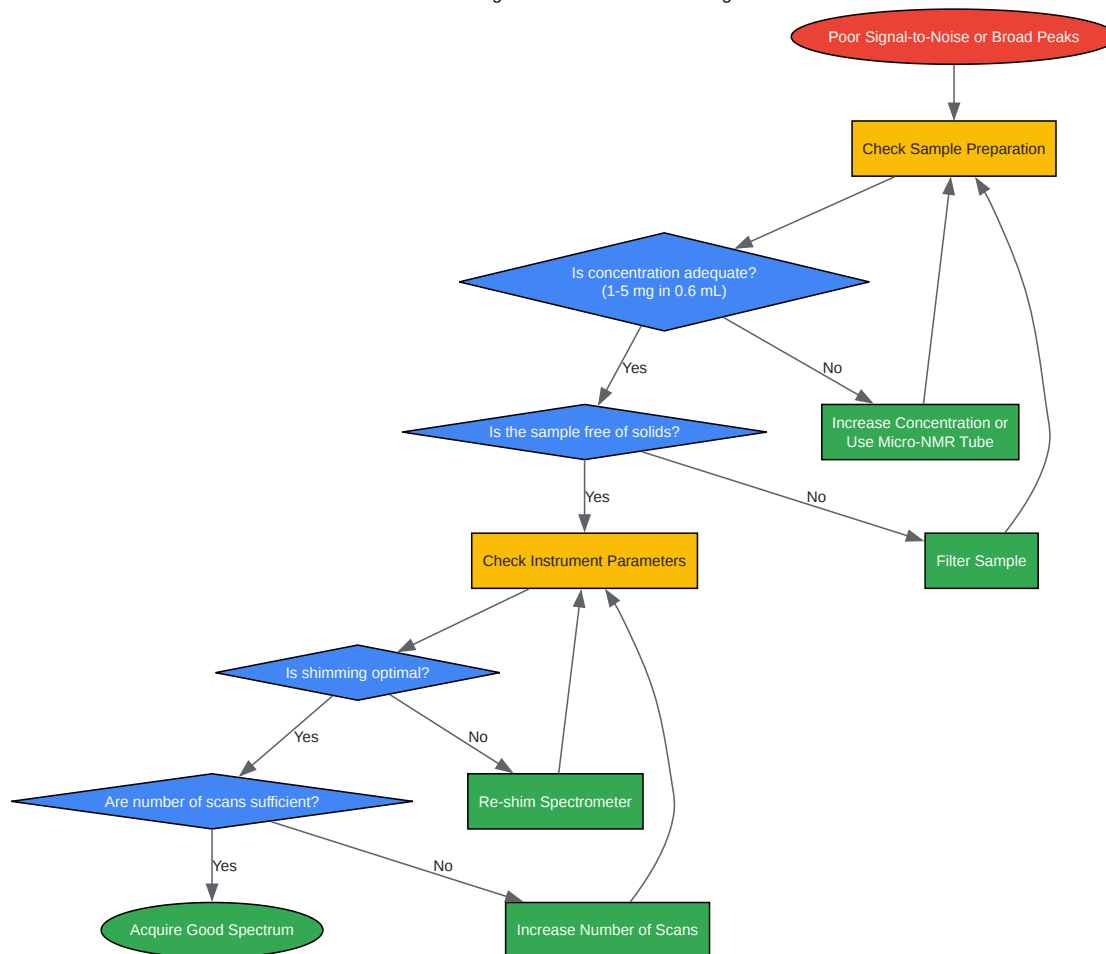 Poor Signal-to-Noise or Broad Peaks
Check Sample Preparation
Is concentration adequate?
(1-5 mg in 0.6 mL)
Yes
No
Increase Concentration or
Use Micro-NMR Tube
Is the sample free of solids?
Yes
No
Filter Sample
Check Instrument Parameters
Is shimming optimal?
Yes
No
Re-shim Spectrometer
Are number of scans sufficient?
Yes
No
Acquire Good Spectrum
Increase Number of Scans